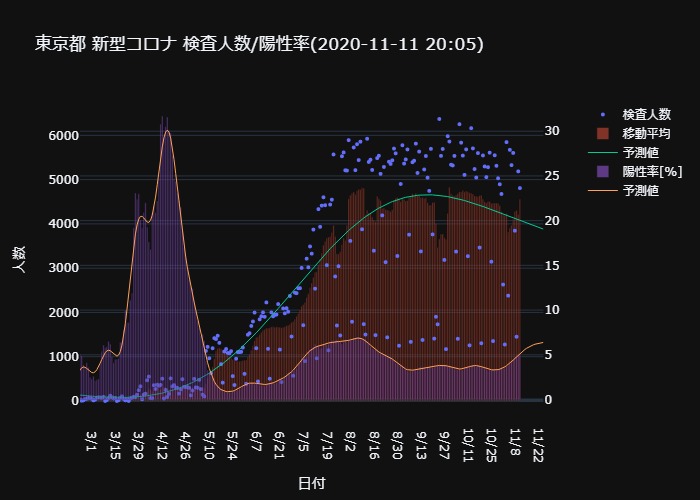 東京都 新型コロナ 検査人数/陽性率(2020-11-11 20:05)
検査人数
移動平均
予測値
陽性率[%]
予測値
6000
5000
4000
3000
2000
1000
0
30
25
20
15
10
5
0
人数
3/1 3/15 3/29 4/12 4/26 5/10 5/24 6/7 6/21 7/5 7/19 8/2 8/16 8/30 9/13 9/27 10/11 10/25 11/8 11/22
日付